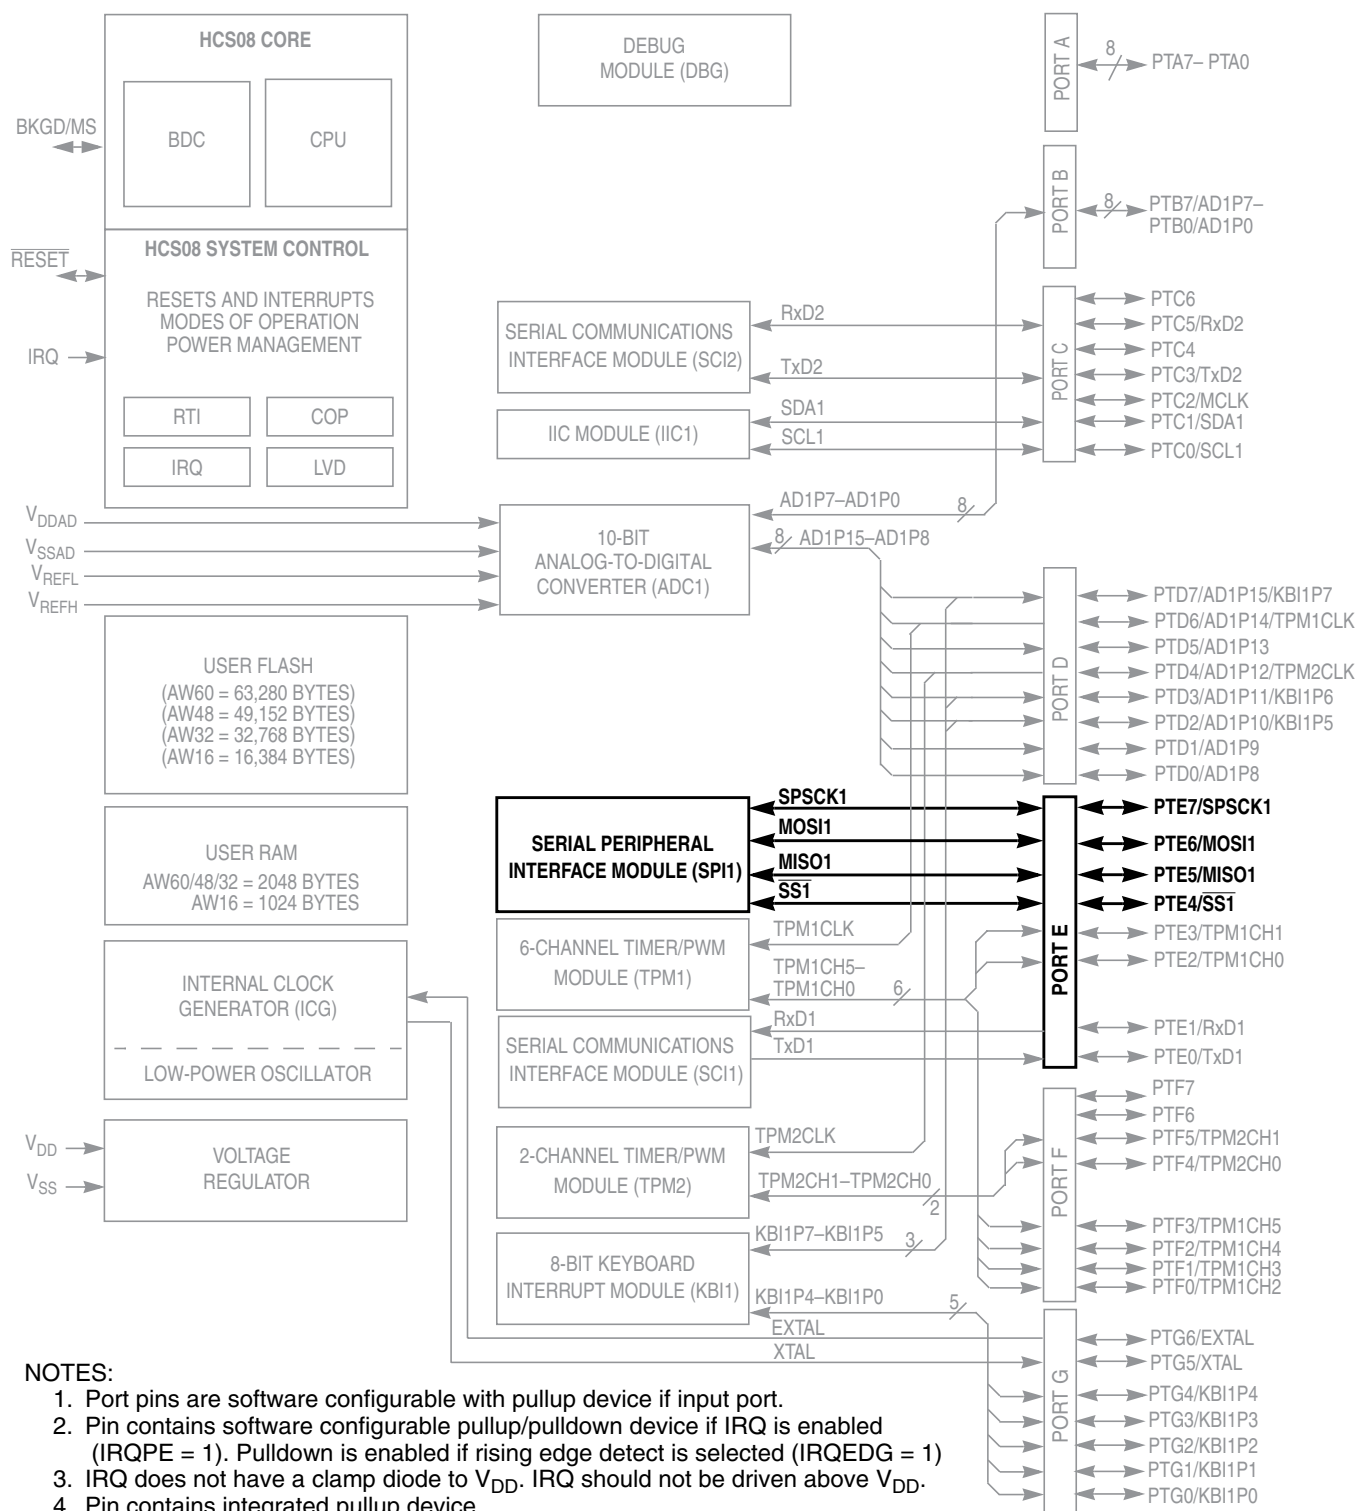 HCS08 CORE
BDC
CPU
BKGD/MS
HCS08 SYSTEM CONTROL
RESET
RESETS AND INTERRUPTS
MODES OF OPERATION
POWER MANAGEMENT
IRQ
RTI
COP
IRQ
LVD
VDDAD
VSSAD
VREFL
VREFH
USER FLASH
(AW60 = 63,280 BYTES)
(AW48 = 49,152 BYTES)
(AW32 = 32,768 BYTES)
(AW16 = 16,384 BYTES)
USER RAM
AW60/48/32 = 2048 BYTES
AW16 = 1024 BYTES
INTERNAL CLOCK
GENERATOR (ICG)
LOW-POWER OSCILLATOR
VDD
VSS
VOLTAGE
REGULATOR
DEBUG
MODULE (DBG)
SERIAL COMMUNICATIONS
INTERFACE MODULE (SCI2)
RxD2
TxD2
IIC MODULE (IIC1)
SDA1
SCL1
10-BIT
ANALOG-TO-DIGITAL
CONVERTER (ADC1)
AD1P7–AD1P0
8
8
AD1P15–AD1P8
SERIAL PERIPHERAL
INTERFACE MODULE (SPI1)
SPSCK1
MOSI1
MISO1
SS1
6-CHANNEL TIMER/PWM
MODULE (TPM1)
TPM1CLK
TPM1CH5–
TPM1CH0
6
SERIAL COMMUNICATIONS
INTERFACE MODULE (SCI1)
RxD1
TxD1
2-CHANNEL TIMER/PWM
MODULE (TPM2)
TPM2CLK
TPM2CH1–TPM2CH0
2
8-BIT KEYBOARD
INTERRUPT MODULE (KBI1)
KBI1P7–KBI1P5
3
KBI1P4–KBI1P0
5
EXTAL
XTAL
PORT A
8
PTA7– PTA0
PORT B
8
PTB7/AD1P7–
PTB0/AD1P0
PORT C
PTC6
PTC5/RxD2
PTC4
PTC3/TxD2
PTC2/MCLK
PTC1/SDA1
PTC0/SCL1
PORT D
PTD7/AD1P15/KBI1P7
PTD6/AD1P14/TPM1CLK
PTD5/AD1P13
PTD4/AD1P12/TPM2CLK
PTD3/AD1P11/KBI1P6
PTD2/AD1P10/KBI1P5
PTD1/AD1P9
PTD0/AD1P8
PORT E
PTE7/SPSCK1
PTE6/MOSI1
PTE5/MISO1
PTE4/SS1
PTE3/TPM1CH1
PTE2/TPM1CH0
PTE1/RxD1
PTE0/TxD1
PORT F
PTF7
PTF6
PTF5/TPM2CH1
PTF4/TPM2CH0
PTF3/TPM1CH5
PTF2/TPM1CH4
PTF1/TPM1CH3
PTF0/TPM1CH2
PORT G
PTG6/EXTAL
PTG5/XTAL
PTG4/KBI1P4
PTG3/KBI1P3
PTG2/KBI1P2
PTG1/KBI1P1
PTG0/KBI1P0
NOTES:
1. Port pins are software configurable with pullup device if input port.
2. Pin contains software configurable pullup/pulldown device if IRQ is enabled
(IRQPE = 1). Pulldown is enabled if rising edge detect is selected (IRQEDG = 1)
3. IRQ does not have a clamp diode to VDD. IRQ should not be driven above VDD.
4. Pin contains integrated pullup device